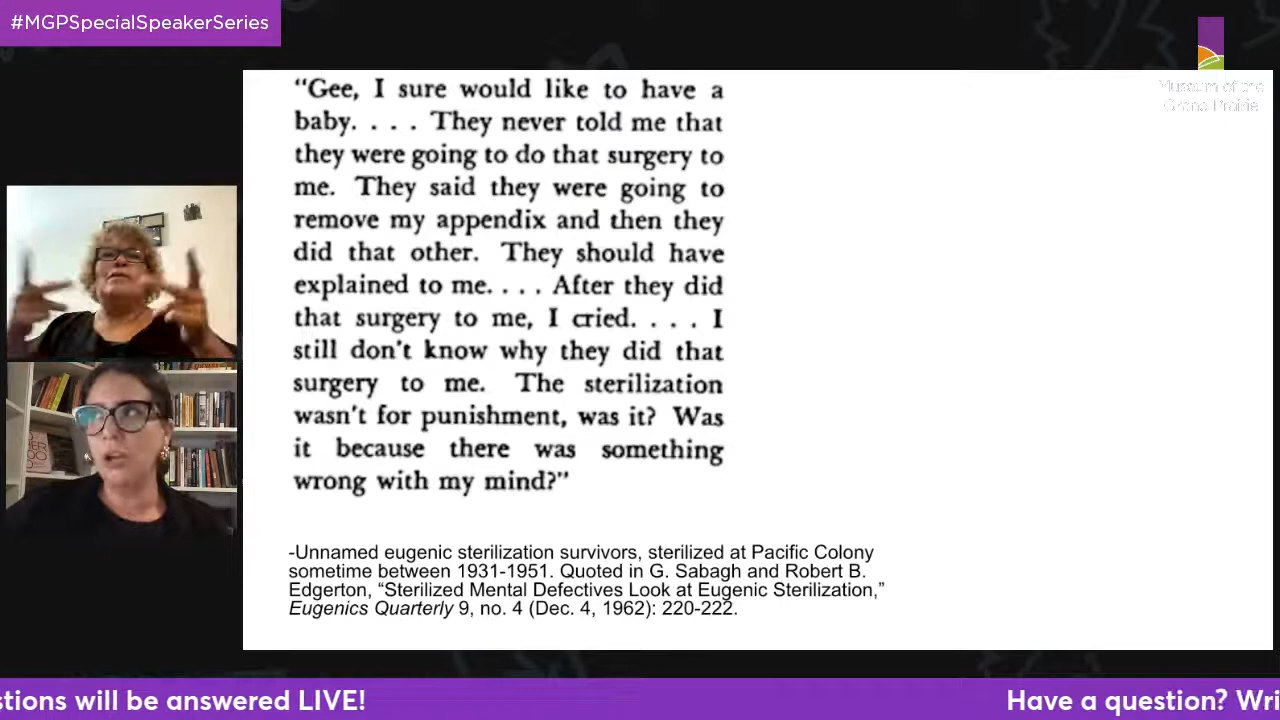 #MGPSpecialSpeakerSeries
Museum of the
Grand Prairie
“Gee, I sure would like to have a
baby. . . . They never told me that
they were going to do that surgery to
me. They said they were going to
remove my appendix and then they
did that other. They should have
explained to me. . . . After they did
that surgery to me, I cried. . . . I
still don't know why they did that
surgery to me. The sterilization
wasn't for punishment, was it? Was
it because there was something
wrong with my mind?”
-Unnamed eugenic sterilization survivors, sterilized at Pacific Colony
sometime between 1931-1951. Quoted in G. Sabagh and Robert B.
Edgerton, “Sterilized Mental Defectives Look at Eugenic Sterilization,”
Eugenics Quarterly 9, no. 4 (Dec. 4, 1962): 220-222.
stions will be answered LIVE!
Have a question? Wri